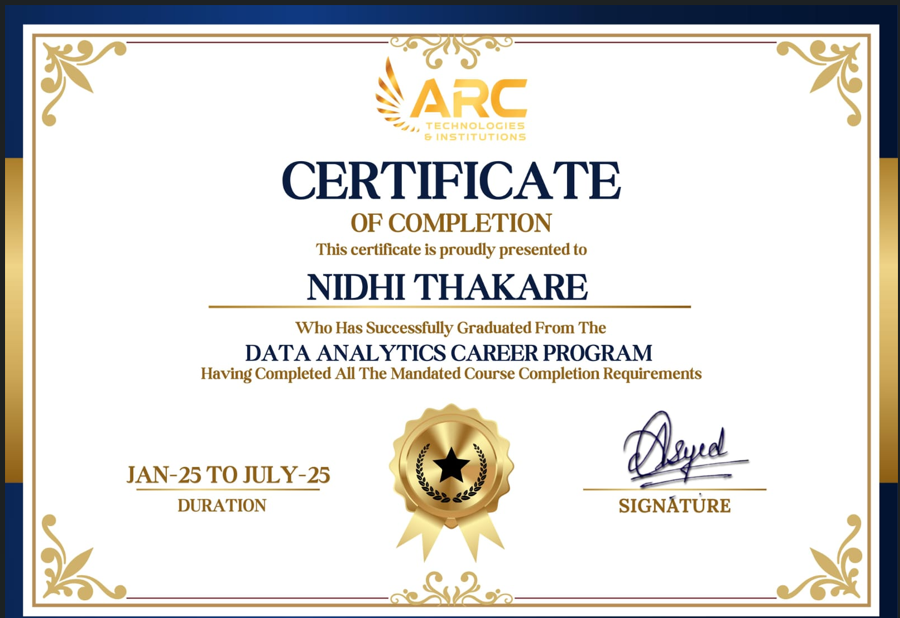 ARC
TECHNOLOGIES
& INSTITUTIONS
CERTIFICATE
OF COMPLETION
This certificate is proudly presented to
NIDHI THAKARE
Who Has Successfully Graduated From The
DATA ANALYTICS CAREER PROGRAM
Having Completed All The Mandated Course Completion Requirements
JAN-25 TO JULY-25
DURATION
Asyed
SIGNATURE